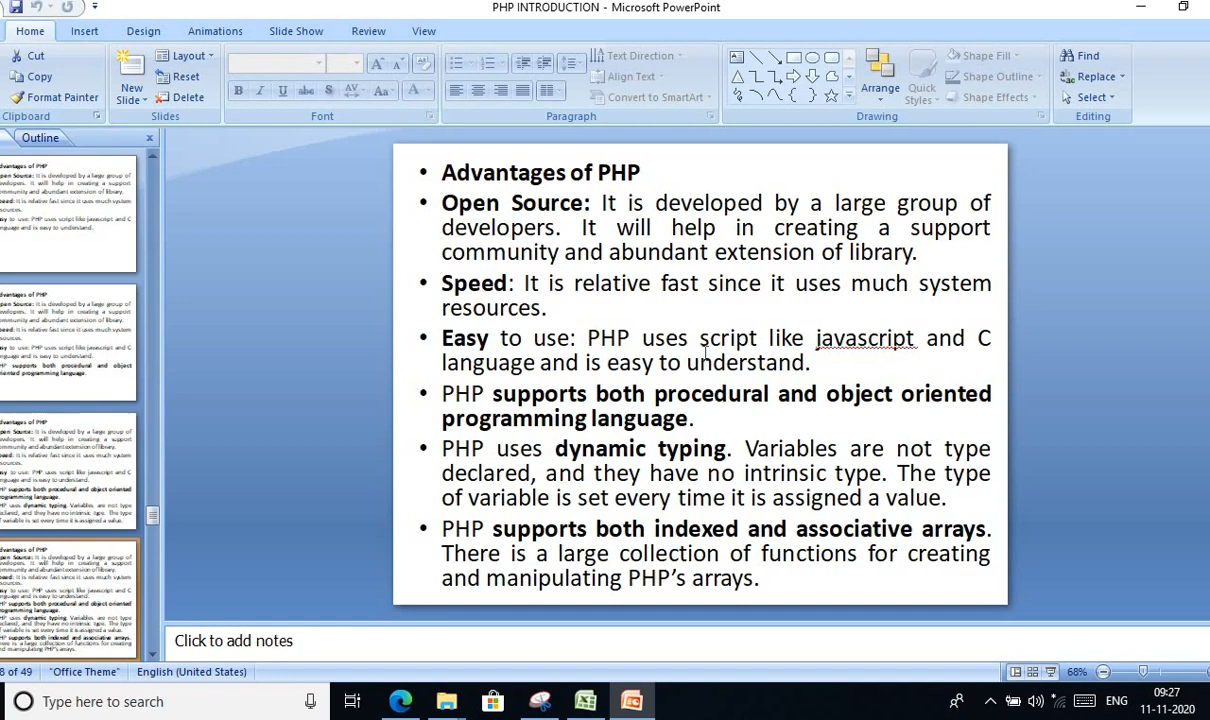 PHP INTRODUCTION - Microsoft PowerPoint
Home Insert Design Animations Slide Show Review View
Cut
Copy
Format Painter
Clipboard
New Slide
Layout
Reset
Delete
Slides
B I U abe S AV Aa A
Font
Text Direction
Align Text
Convert to SmartArt
Paragraph
Arrange
Quick Styles
Shape Fill
Shape Outline
Shape Effects
Drawing
Find
Replace
Select
Editing
Outline
• Advantages of PHP
• Open Source: It is developed by a large group of
developers. It will help in creating a support
community and abundant extension of library.
• Speed: It is relative fast since it uses much system
resources.
• Easy to use: PHP uses script like javascript and C
language and is easy to understand.
• PHP supports both procedural and object oriented
programming language.
• PHP uses dynamic typing. Variables are not type
declared, and they have no intrinsic type. The type
of variable is set every time it is assigned a value.
• PHP supports both indexed and associative arrays.
There is a large collection of functions for creating
and manipulating PHP’s arrays.
Click to add notes
8 of 49 "Office Theme" English (United States) 68%
Type here to search
ENG
09:27
11-11-2020